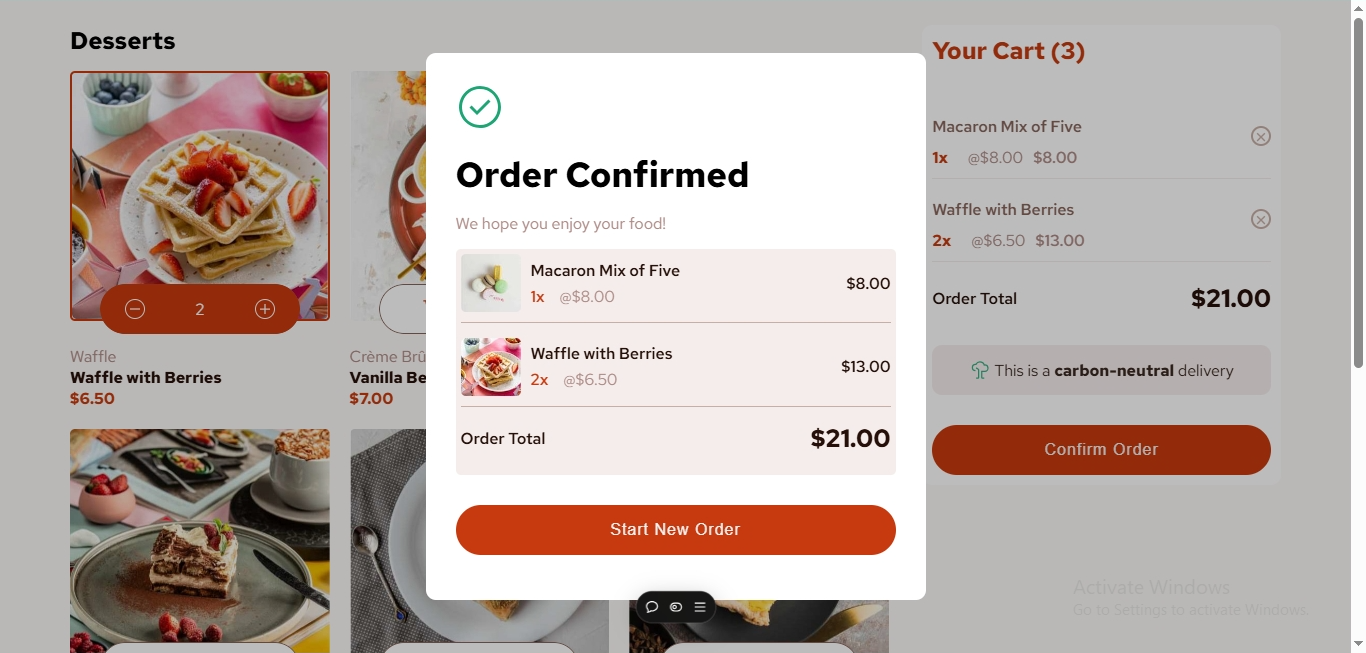 Desserts
2
Waffle
Waffle with Berries
$6.50
Crème Brû
Vanilla Be
$7.00
Order Confirmed
We hope you enjoy your food!
Macaron Mix of Five
1x @$8.00
$8.00
Waffle with Berries
2x @$6.50
$13.00
Order Total $21.00
Start New Order
Your Cart (3)
Macaron Mix of Five
1x @$8.00 $8.00
Waffle with Berries
2x @$6.50 $13.00
Order Total $21.00
This is a carbon-neutral delivery
Confirm Order
Activate Windows
Go to Settings to activate Windows.